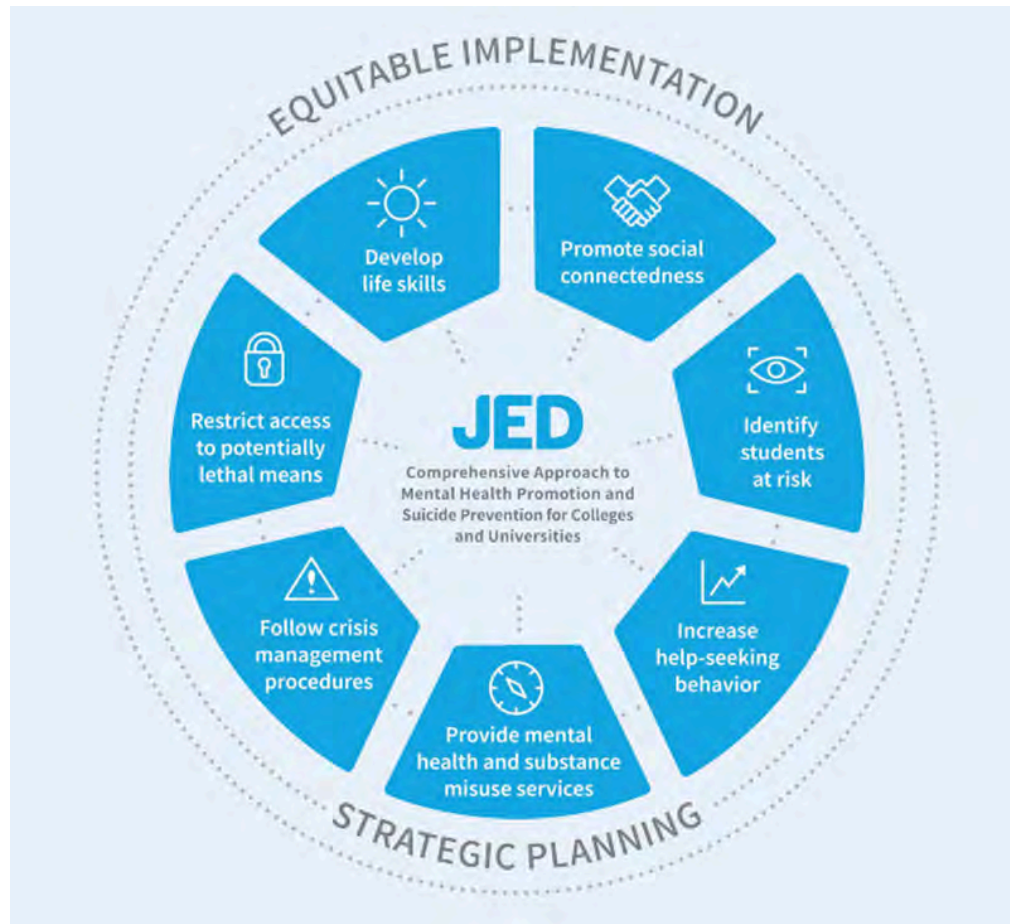 EQUITABLE IMPLEMENTATION
Develop
life skills
Promote social
connectedness
Restrict access
to potentially
lethal means
JED
Comprehensive Approach to
Mental Health Promotion and
Suicide Prevention for Colleges
and Universities
Identify
students
at risk
Follow crisis
management
procedures
Increase
help-seeking
behavior
Provide mental
health and substance
misuse services
STRATEGIC PLANNING